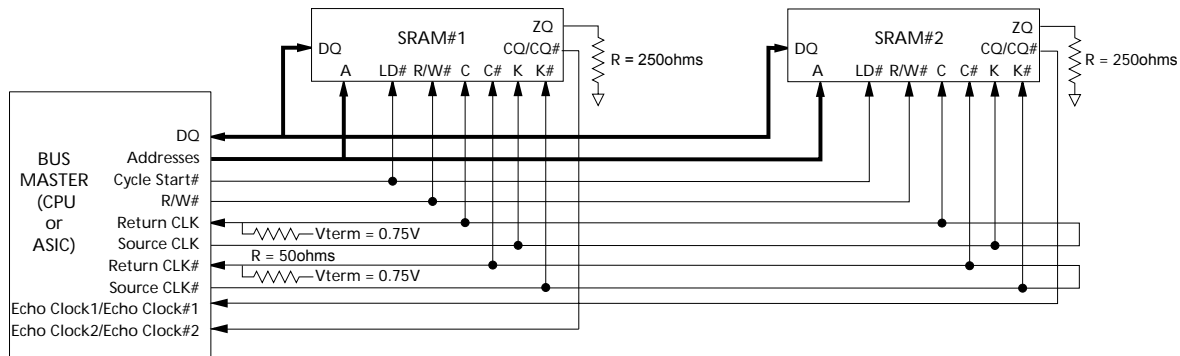 SRAM#1
ZQ
DQ
CQ/CQ#
A
LD#
R/W#
C
C#
K
K#
R = 250ohms
SRAM#2
ZQ
DQ
CQ/CQ#
A
LD#
R/W#
C
C#
K
K#
R = 250ohms
BUS
MASTER
(CPU
or
ASIC)
DQ
Addresses
Cycle Start#
R/W#
Return CLK
Vterm = 0.75V
Source CLK
R = 50ohms
Return CLK#
Vterm = 0.75V
Source CLK#
Echo Clock1/Echo Clock#1
Echo Clock2/Echo Clock#2